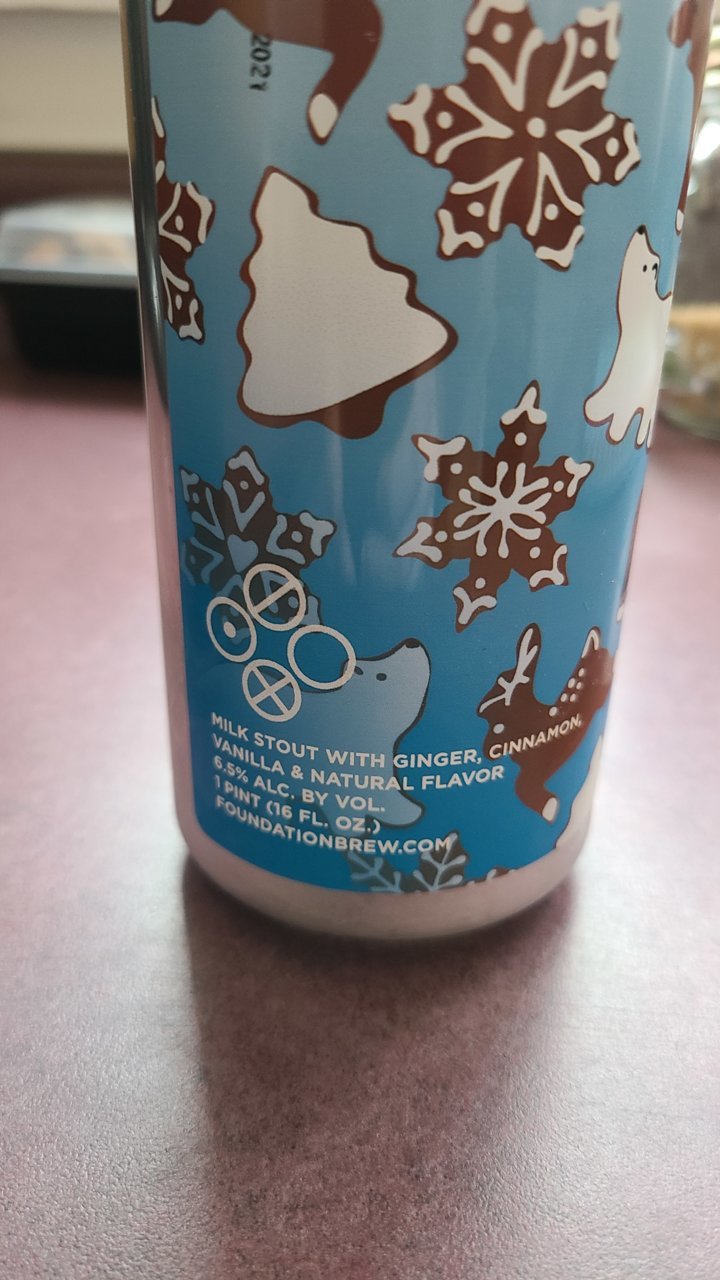 2021
MILK STOUT WITH GINGER, CINNAMON,
VANILLA & NATURAL FLAVOR
6.5% ALC. BY VOL.
1 PINT (16 FL. OZ.)
FOUNDATIONBREW.COM